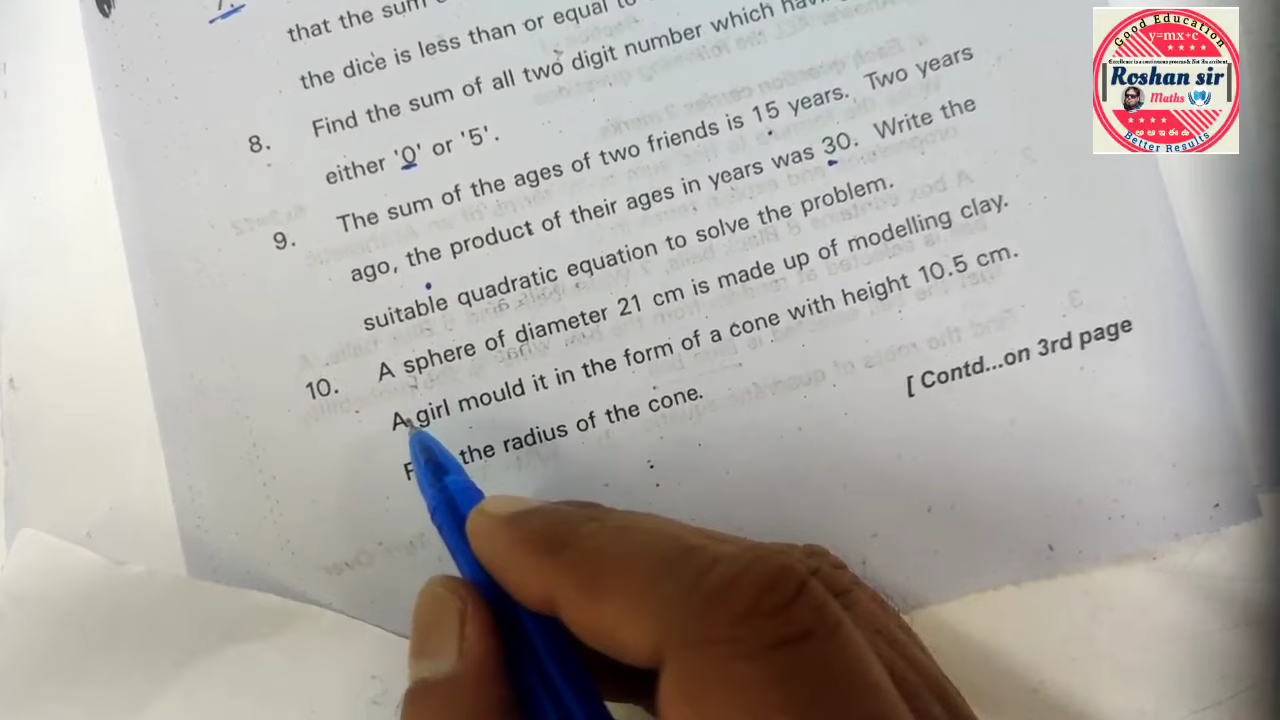 7.
that the sum
the dice is less than or equal to
8. Find the sum of all two digit number which
either '0' or '5'.
9. The sum of the ages of two friends is 15 years. Two years
ago, the product of their ages in years was 30. Write the
suitable quadratic equation to solve the problem.
10. A sphere of diameter 21 cm is made up of modelling clay.
A girl mould it in the form of a cone with height 10.5 cm.
the radius of the cone.
[ Contd...on 3rd page
Good Education
y=mx+c
Roshan sir
Maths
Better Results